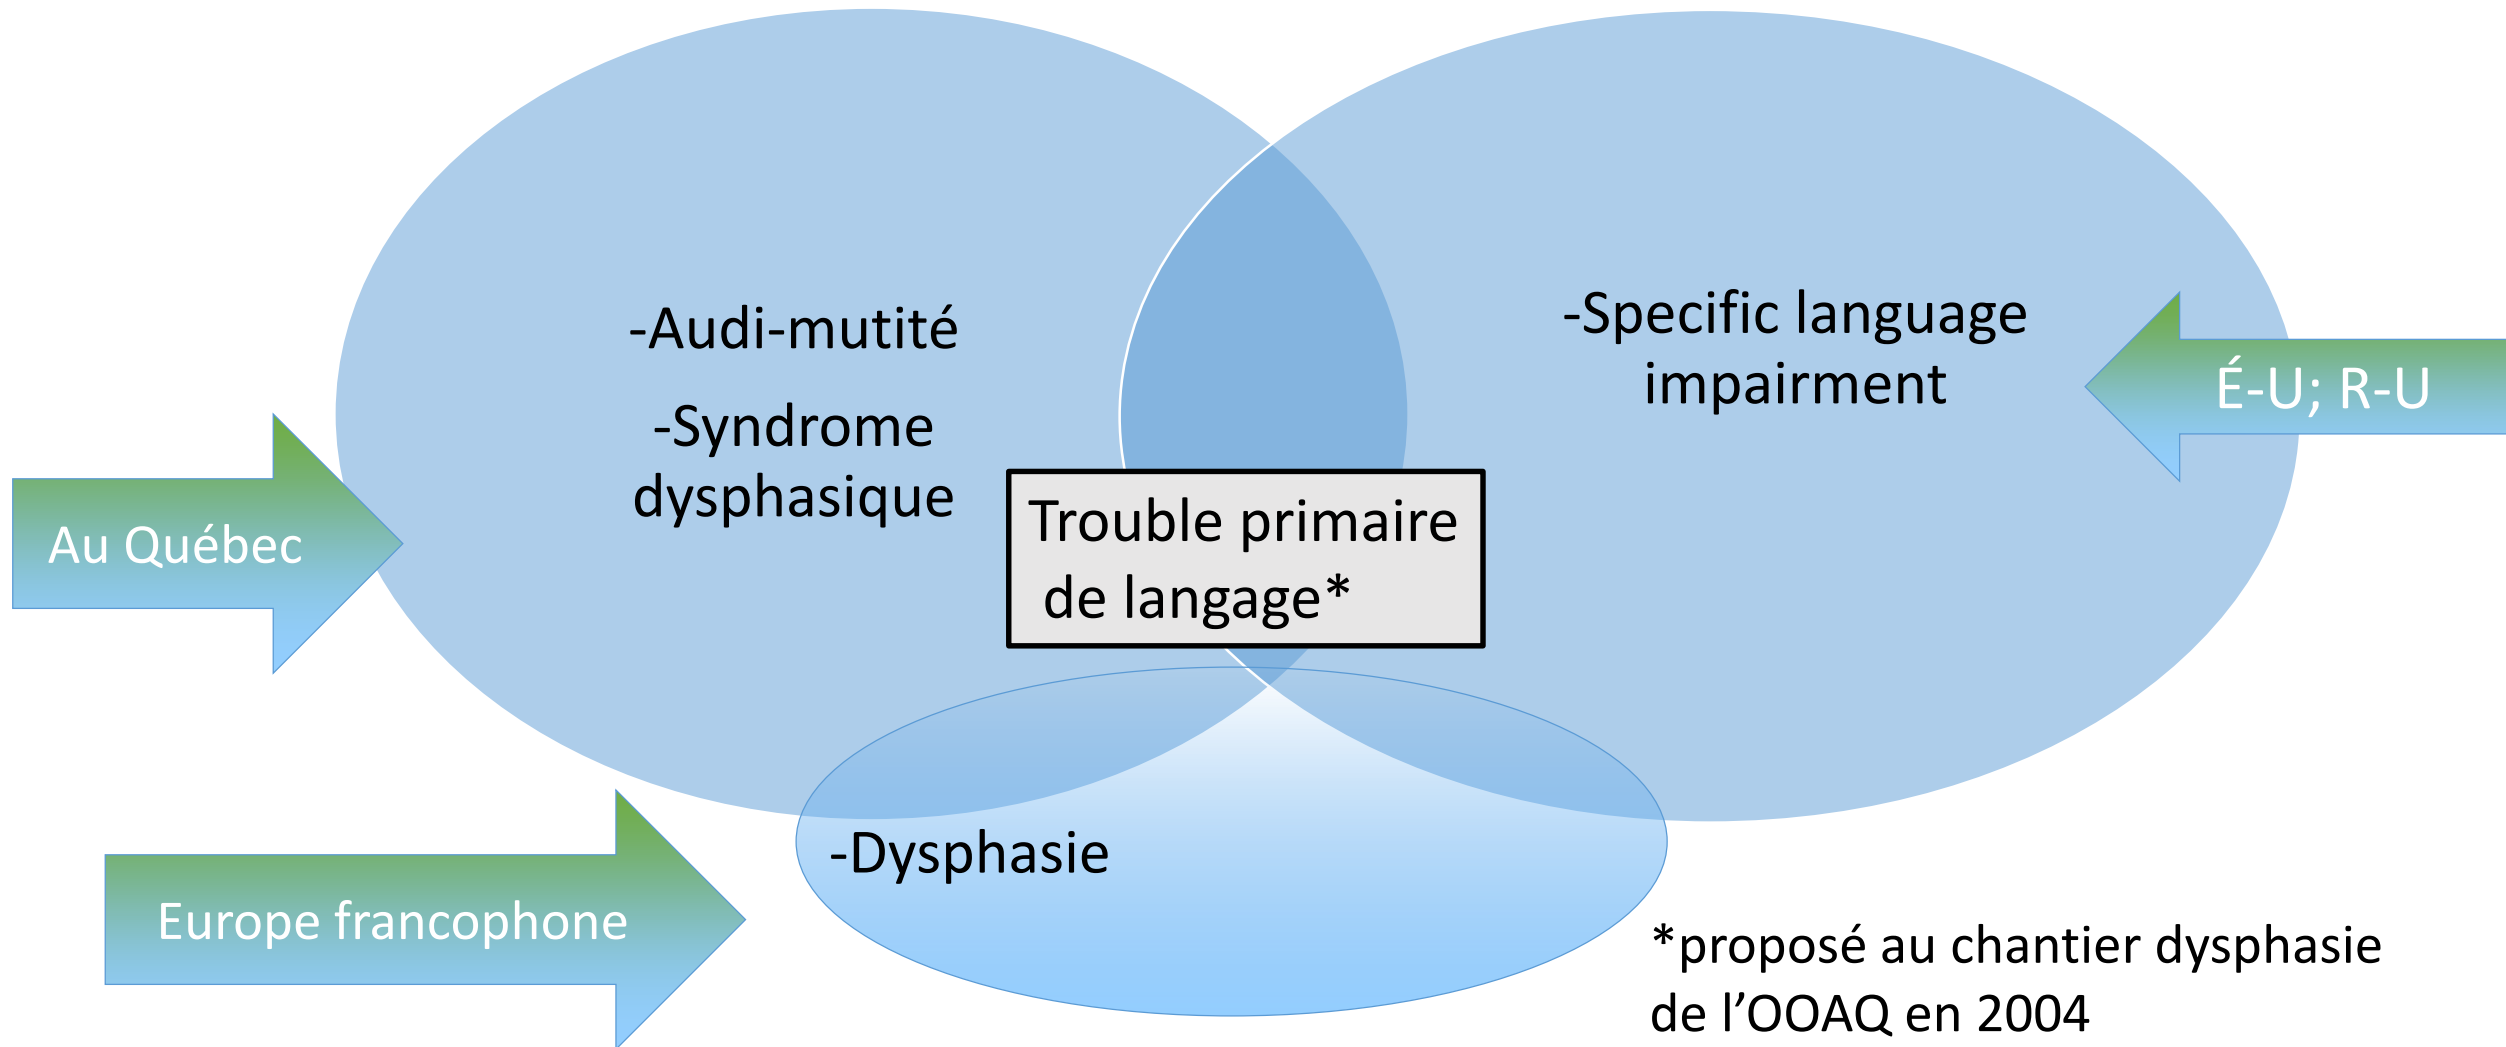 -Audi-mutité
-Syndrome
dysphasique
-Specific language
impairment
É-U; R-U
Au Québec
Trouble primaire
de langage*
-Dysphasie
Europe francophone
*proposé au chantier dysphasie
de l’OOAQ en 2004